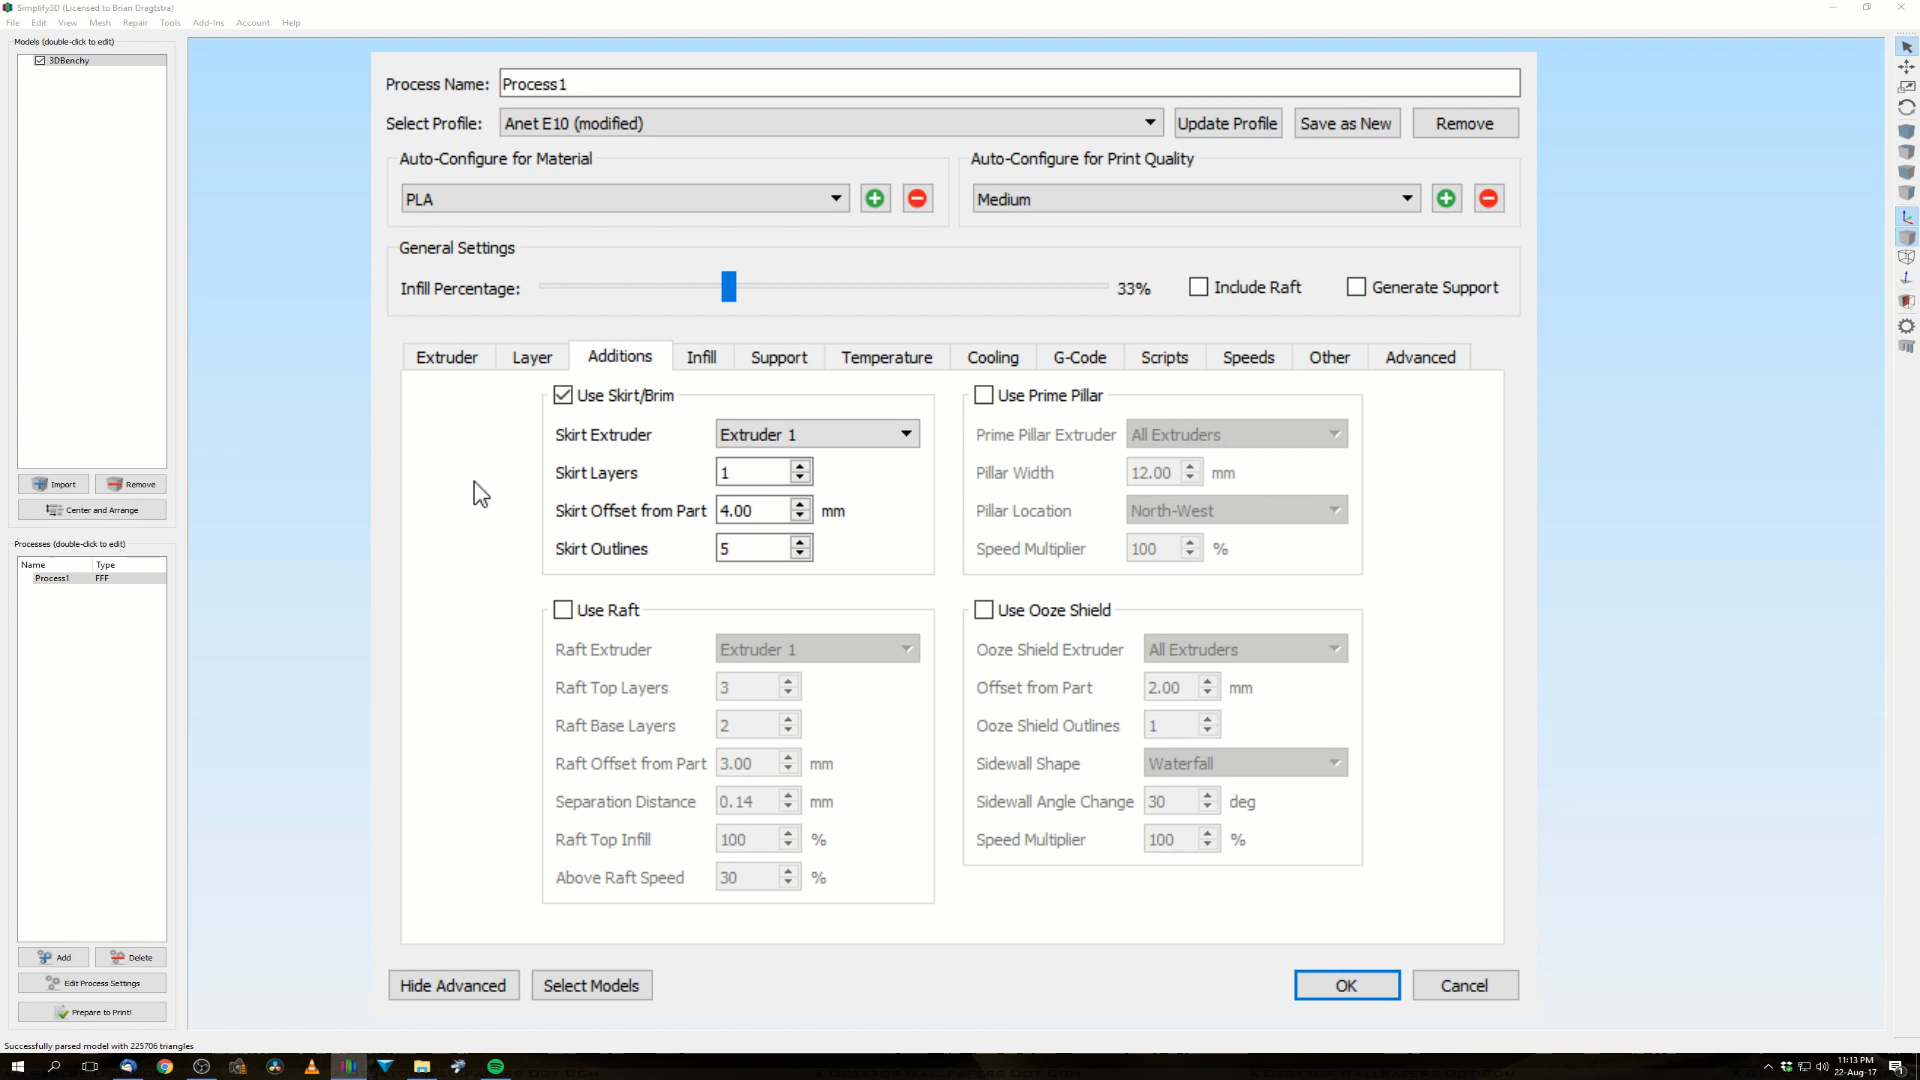 Simplify3D (Licensed to Brian Dragtstra)
File Edit View Mesh Repair Tools Add-Ins Account Help
Models (double-click to edit)
3DBenchy
Import Remove
Center and Arrange
Processes (double-click to edit)
Name Type
Process1 FFF
Add Delete
Edit Process Settings
Prepare to Print!
Process Name: Process1
Select Profile: Anet E10 (modified) Update Profile Save as New Remove
Auto-Configure for Material
PLA
Auto-Configure for Print Quality
Medium
General Settings
Infill Percentage: 33% Include Raft Generate Support
Extruder Layer Additions Infill Support Temperature Cooling G-Code Scripts Speeds Other Advanced
Use Skirt/Brim
Skirt Extruder Extruder 1
Skirt Layers 1
Skirt Offset from Part 4.00 mm
Skirt Outlines 5
Use Prime Pillar
Prime Pillar Extruder All Extruders
Pillar Width 12.00 mm
Pillar Location North-West
Speed Multiplier 100 %
Use Raft
Raft Extruder Extruder 1
Raft Top Layers 3
Raft Base Layers 2
Raft Offset from Part 3.00 mm
Separation Distance 0.14 mm
Raft Top Infill 100 %
Above Raft Speed 30 %
Use Ooze Shield
Ooze Shield Extruder All Extruders
Offset from Part 2.00 mm
Ooze Shield Outlines 1
Sidewall Shape Waterfall
Sidewall Angle Change 30 deg
Speed Multiplier 100 %
Hide Advanced Select Models OK Cancel
Successfully parsed model with 225706 triangles
11:13 PM
22-Aug-17